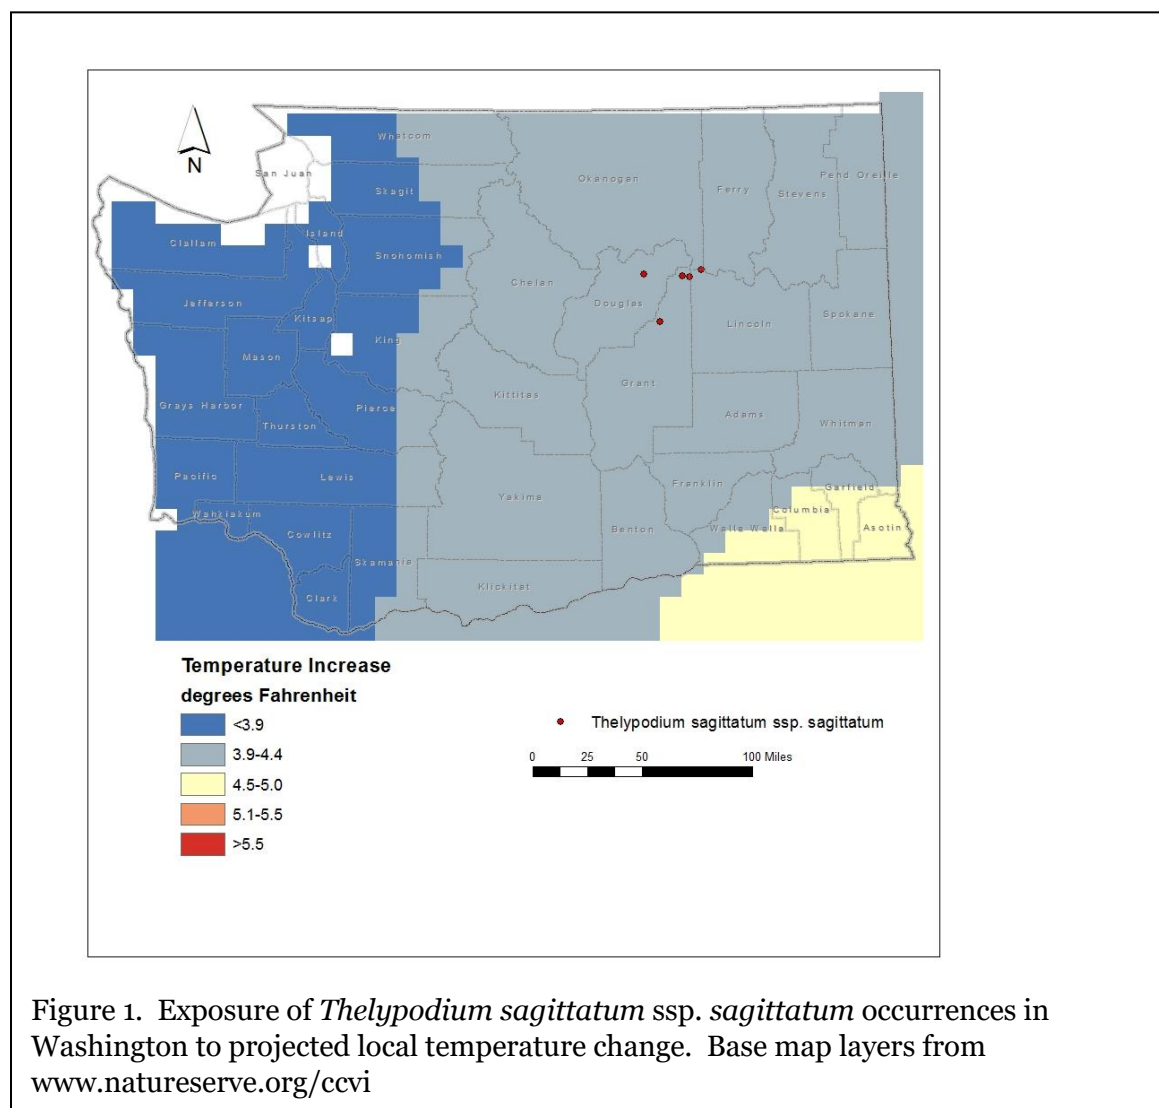 N
Whatcom
San Juan
Skagit
Okanogan
Ferry
Stevens
Pend Oreille
Clallam
Island
Snohomish
Chelan
Douglas
Jefferson
Kitsap
King
Lincoln
Spokane
Mason
Grant
Kittitas
Grays Harbor
Pierce
Adams
Whitman
Thurston
Pacific
Lewis
Yakima
Franklin
Garfield
Wahkiakum
Columbia
Cowlitz
Benton
Walla Walla
Asotin
Skamania
Klickitat
Clark
Temperature Increase
degrees Fahrenheit
<3.9
3.9-4.4
4.5-5.0
5.1-5.5
>5.5
Thelypodium sagittatum ssp. sagittatum
0 25 50 100 Miles
Figure 1. Exposure of Thelypodium sagittatum ssp. sagittatum occurrences in
Washington to projected local temperature change. Base map layers from
www.natureserve.org/ccvi